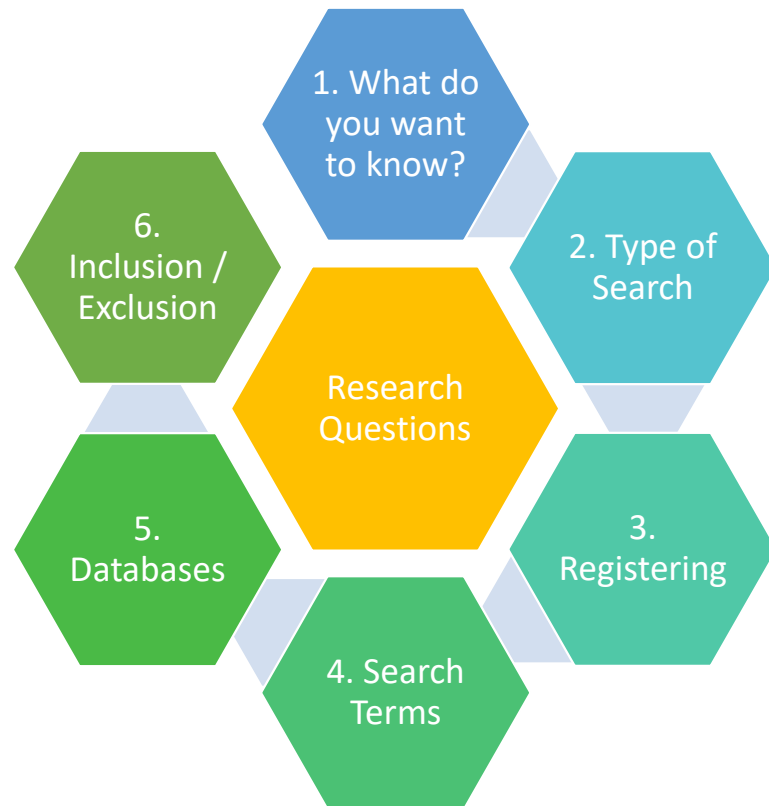 1. What do
you want
to know?
2. Type of
Search
3.
Registering
4. Search
Terms
5.
Databases
6.
Inclusion /
Exclusion
Research
Questions